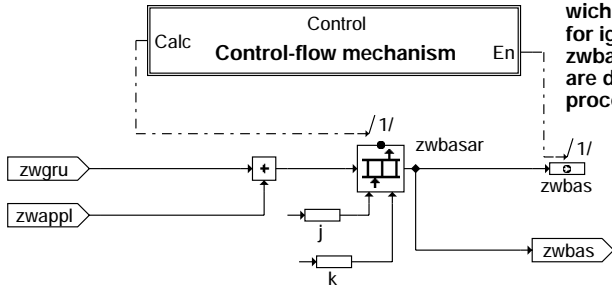 wich
for ig
Control
Calc
Control-flow mechanism
En
zwba
are d
proce
/1/
zwbasar
/1/
zwgru
+
zwbas
zwappl
j
zwbas
k